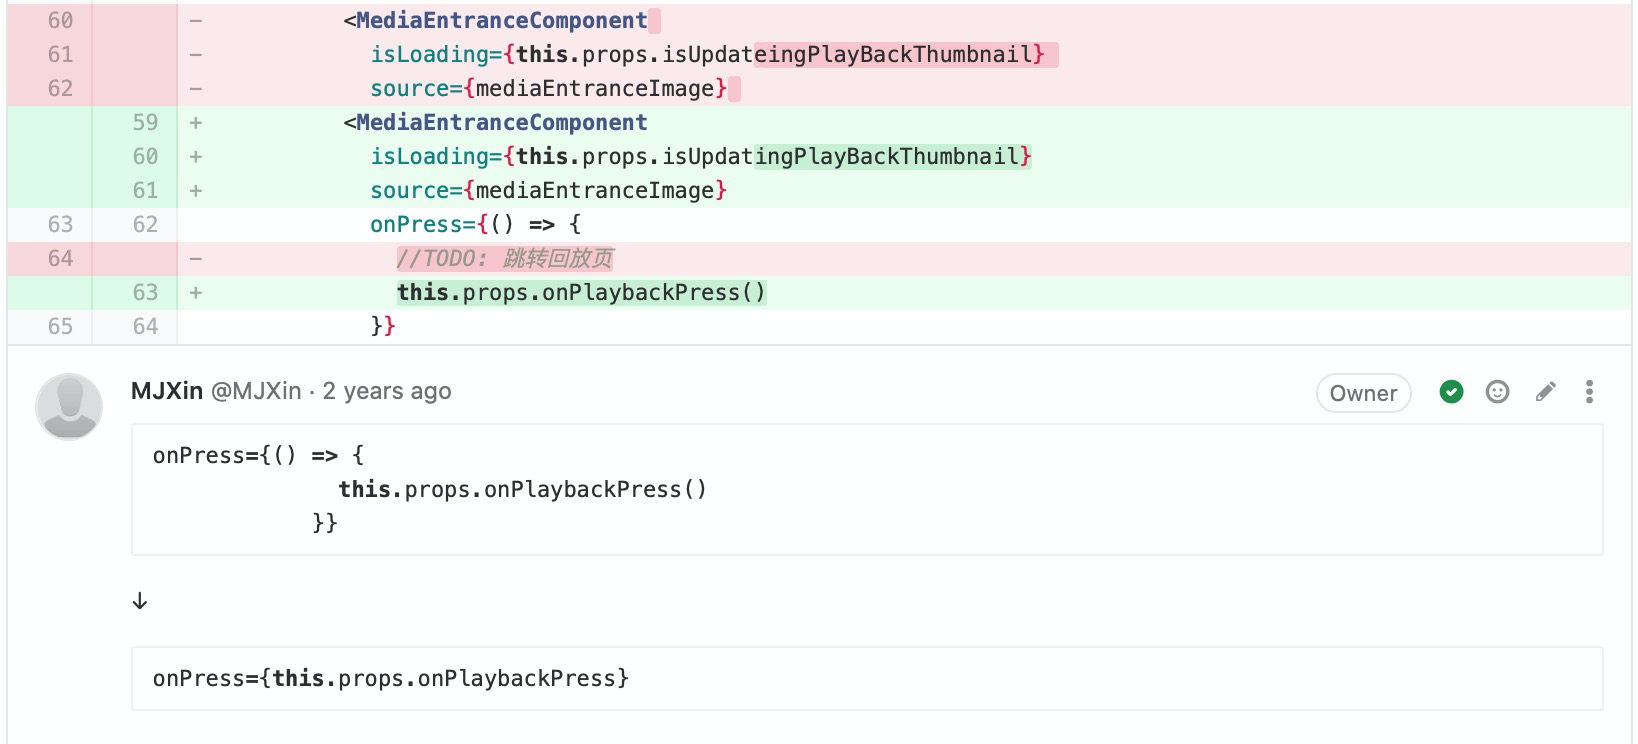 60 − <MediaEntranceComponent
61 − isLoading={this.props.isUpdateingPlayBackThumbnail}
62 − source={mediaEntranceImage}
59 + <MediaEntranceComponent
60 + isLoading={this.props.isUpdatingPlayBackThumbnail}
61 + source={mediaEntranceImage}
63 62 onPress={() => {
64 − //TODO: 跳转回放页
63 + this.props.onPlaybackPress()
65 64 }}
MJXin @MJXin · 2 years ago Owner
onPress={() => {
this.props.onPlaybackPress()
}}
↓
onPress={this.props.onPlaybackPress}